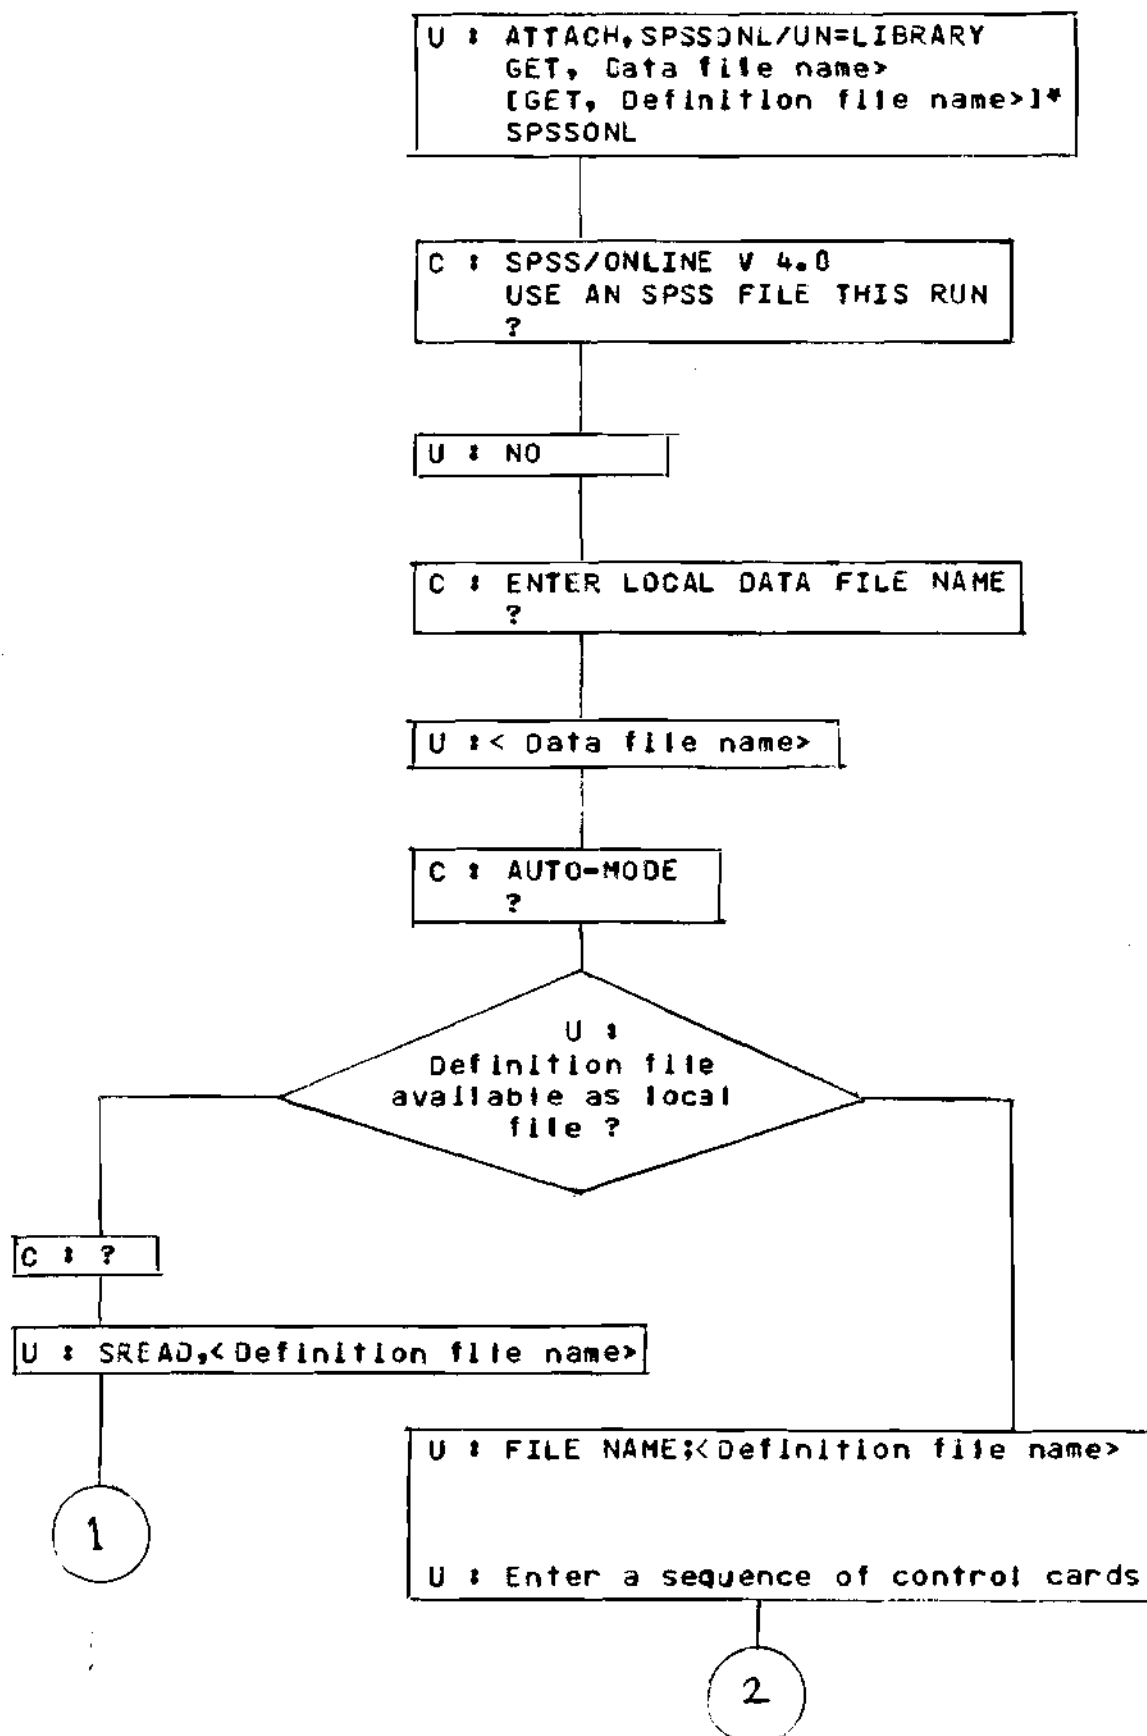 U : ATTACH,SPSSONL/UN=LIBRARY
GET, Data file name>
[GET, Definition file name>]*
SPSSONL
C : SPSS/ONLINE V 4.0
USE AN SPSS FILE THIS RUN
?
U : NO
C : ENTER LOCAL DATA FILE NAME
?
U :< Data file name>
C : AUTO-MODE
?
U :
Definition file
available as local
file ?
C : ?
U : SREAD,<Definition file name>
1
U : FILE NAME;<Definition file name>
U : Enter a sequence of control cards
2